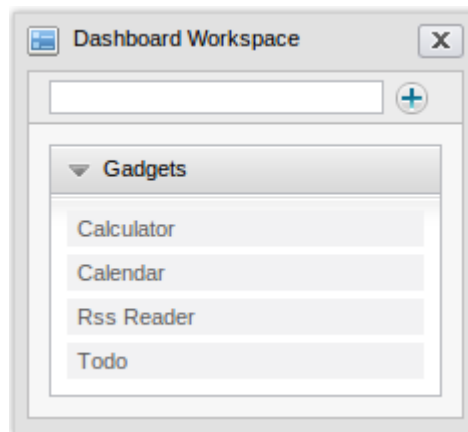 Dashboard Workspace
Gadgets
Calculator
Calendar
Rss Reader
Todo